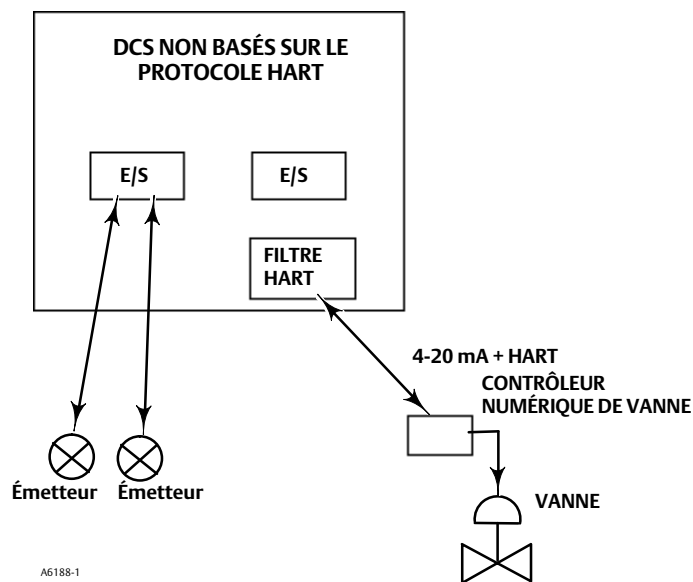 DCS NON BASÉS SUR LE
PROTOCOLE HART
E/S
E/S
FILTRE
HART
4-20 mA + HART
CONTRÔLEUR
NUMÉRIQUE DE VANNE
Émetteur
Émetteur
VANNE
A6188-1